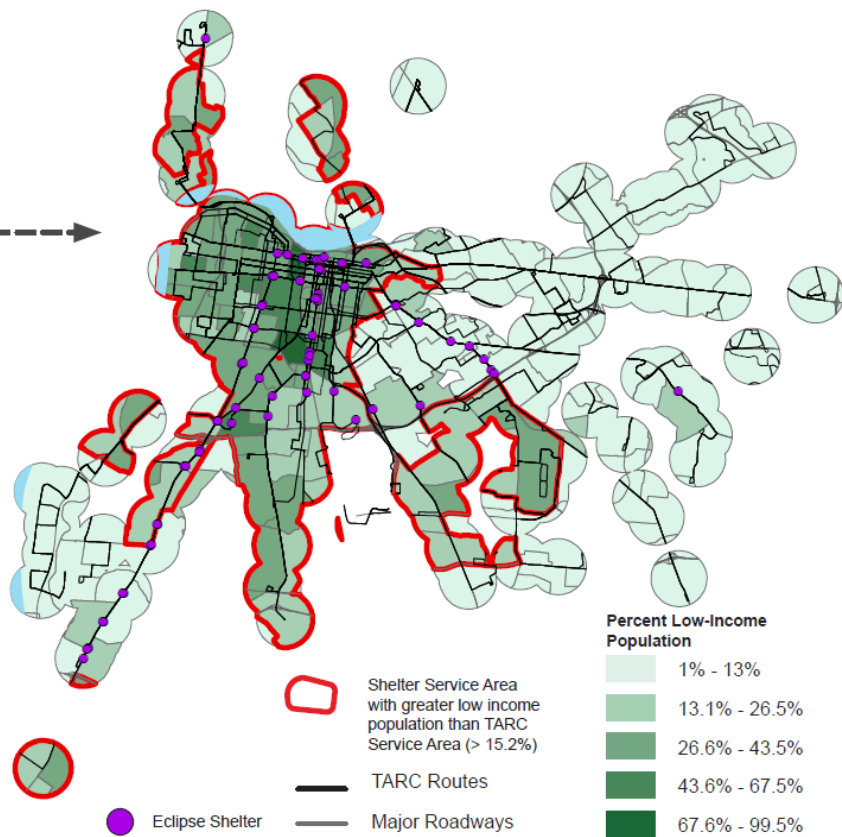 Percent Low-Income
Population
1% - 13%
13.1% - 26.5%
26.6% - 43.5%
43.6% - 67.5%
67.6% - 99.5%
Shelter Service Area
with greater low income
population than TARC
Service Area (> 15.2%)
TARC Routes
Eclipse Shelter
Major Roadways